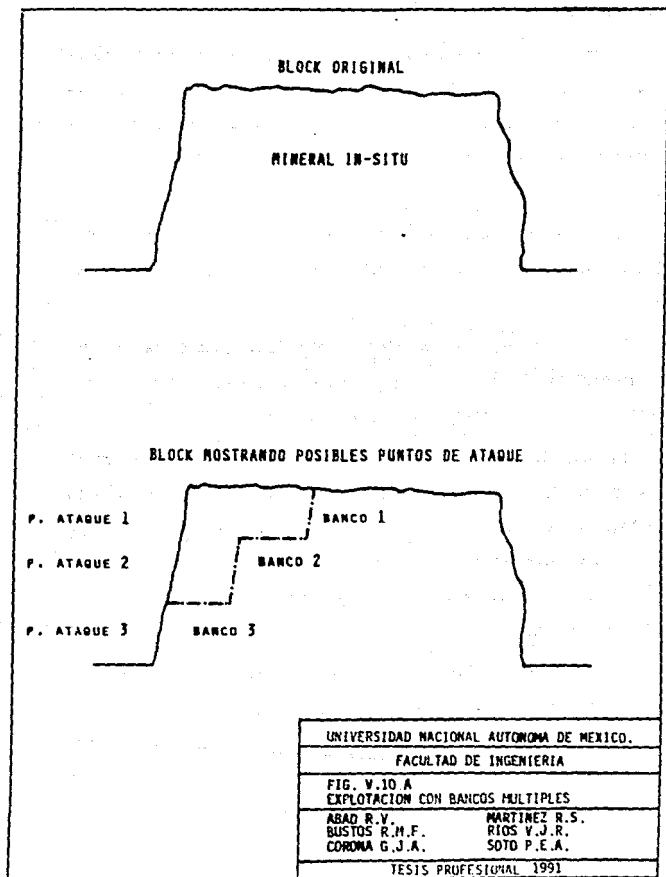 BLOCK ORIGINAL
MINERAL IN-SITU
BLOCK MOSTRANDO POSIBLES PUNTOS DE ATAQUE
P. ATAQUE 1
BANCO 1
P. ATAQUE 2
BANCO 2
P. ATAQUE 3
BANCO 3
UNIVERSIDAD NACIONAL AUTONOMA DE MEXICO.
FACULTAD DE INGENIERIA
FIG. V.10 A
EXPLOTACION CON BANCOS MULTIPLES
ABAD R.V. MARTINEZ R.S.
BUSTOS R.M.F. RIOS V.J.R.
CORONA G.J.A. SOTO P.E.A.
TESIS PROFESIONAL 1991